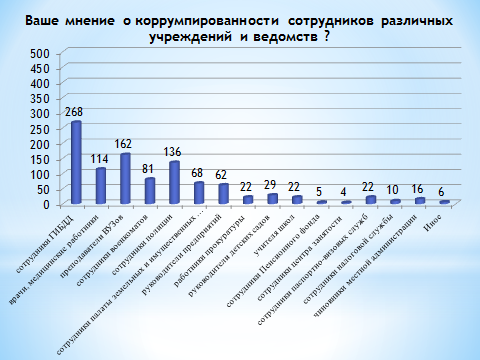 Ваше мнение о коррумпированности сотрудников различных
учреждений и ведомств ?
500
450
400
350
300
250
200
150
100
50
0
268
114
162
81
136
68
62
22
29
22
5
4
22
10
16
6
сотрудники ГИБДД
врачи, медицинские работники
преподаватели ВУЗов
сотрудники военкоматов
сотрудники полиции
сотрудники палаты земельных и имущественных …
руководители предприятий
работники прокуратуры
руководители детских садов
учителя школ
сотрудники Пенсионного фонда
сотрудники центра занятости
сотрудники паспортно-визовых служб
сотрудники налоговой службы
чиновники местной администрации
Иное